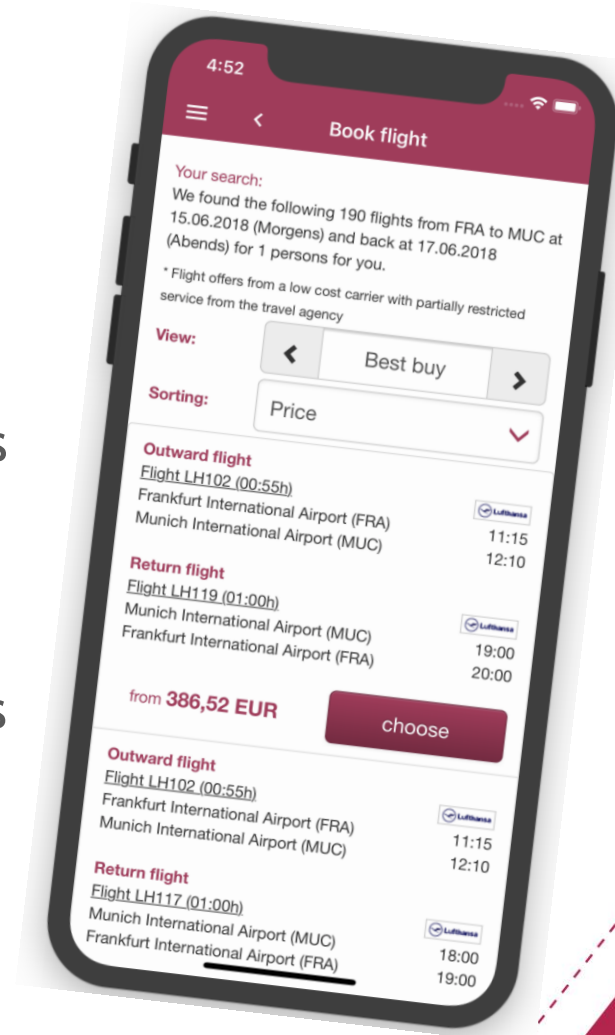 4:52
Book flight
Your search:
We found the following 190 flights from FRA to MUC at
15.06.2018 (Morgens) and back at 17.06.2018
(Abends) for 1 persons for you.
* Flight offers from a low cost carrier with partially restricted
service from the travel agency
View:
Best buy
Sorting:
Price
Outward flight
Flight LH102 (00:55h)
Lufthansa
Frankfurt International Airport (FRA) 11:15
Munich International Airport (MUC) 12:10
Return flight
Flight LH119 (01:00h)
Lufthansa
Munich International Airport (MUC) 19:00
Frankfurt International Airport (FRA) 20:00
from 386,52 EUR
choose
Outward flight
Flight LH102 (00:55h)
Lufthansa
Frankfurt International Airport (FRA) 11:15
Munich International Airport (MUC) 12:10
Return flight
Flight LH117 (01:00h)
Lufthansa
Munich International Airport (MUC) 18:00
Frankfurt International Airport (FRA) 19:00
s
s